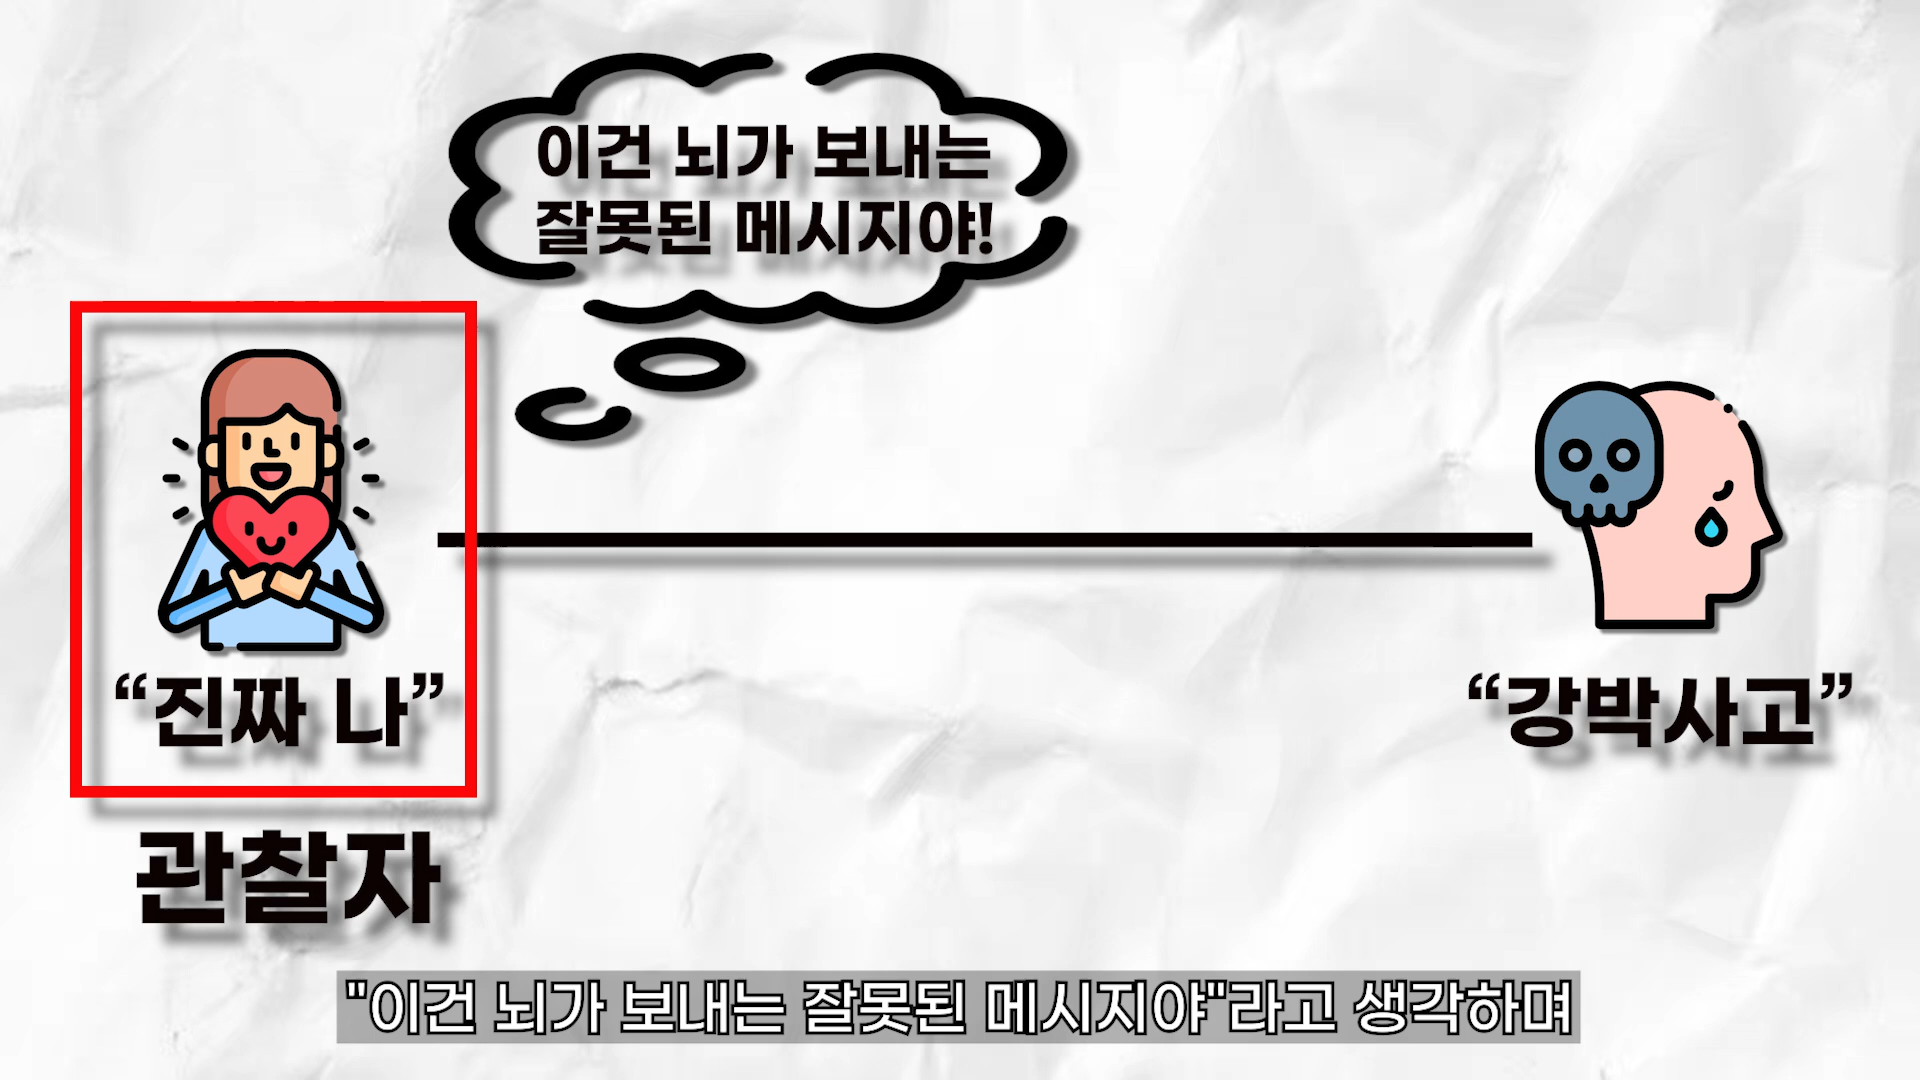 이건 뇌가 보내는
잘못된 메시지야!
“진짜 나”
“강박사고”
관찰자
"이건 뇌가 보내는 잘못된 메시지야"라고 생각하며